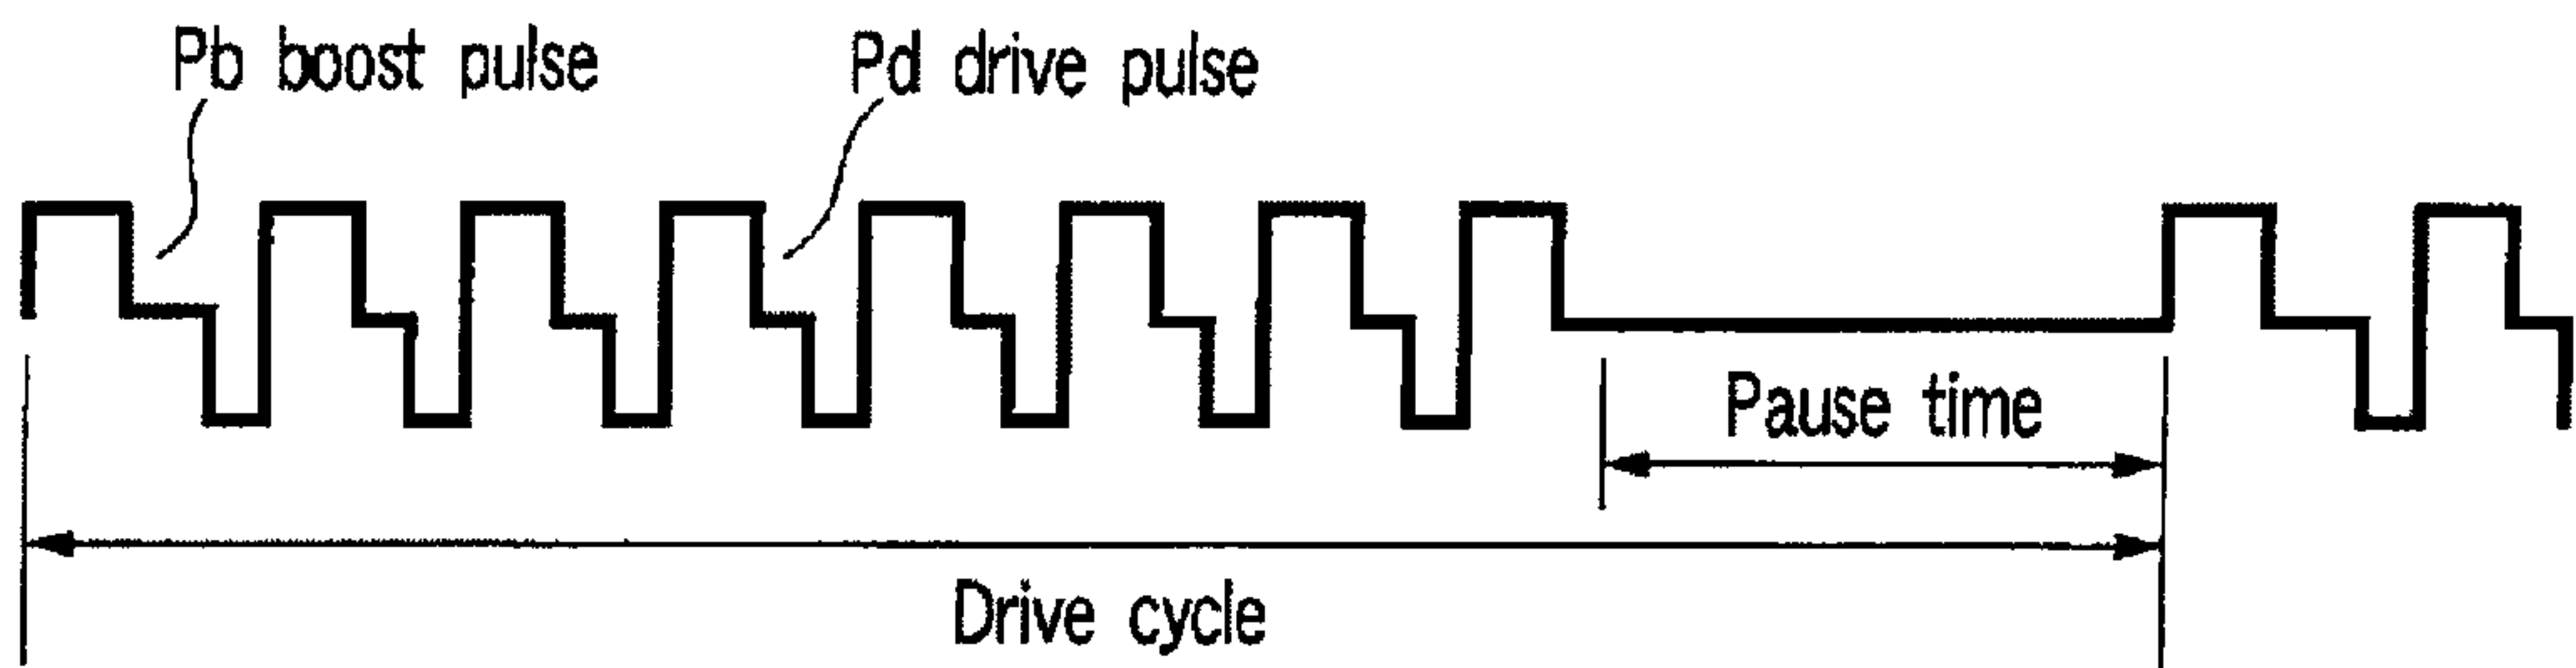 Pb boost pulse
Pd drive pulse
Pause time
Drive cycle